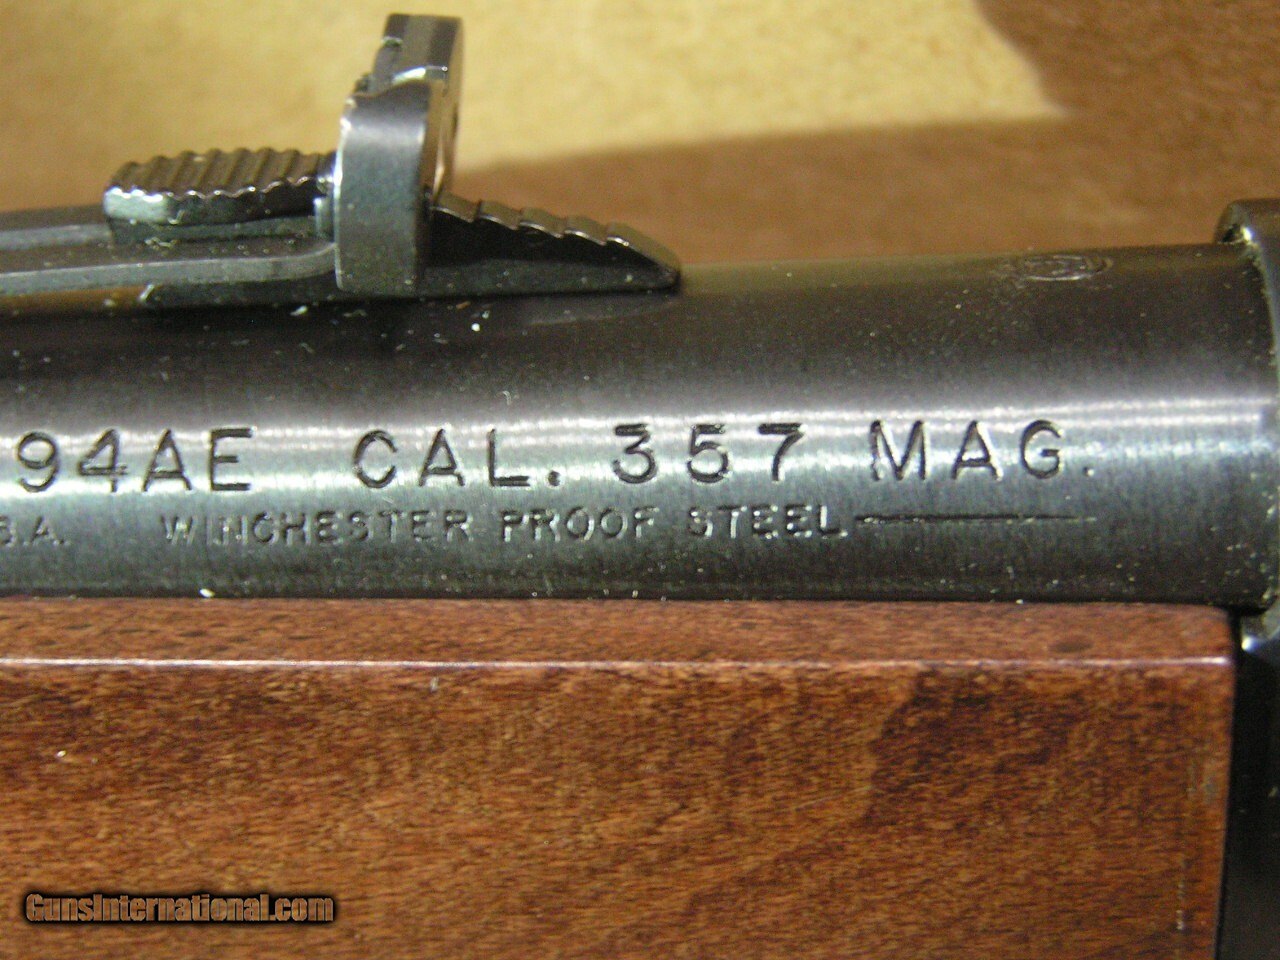 94AE CAL. 357 MAG.
S.A. WINCHESTER PROOF STEEL
GunsInternational.com